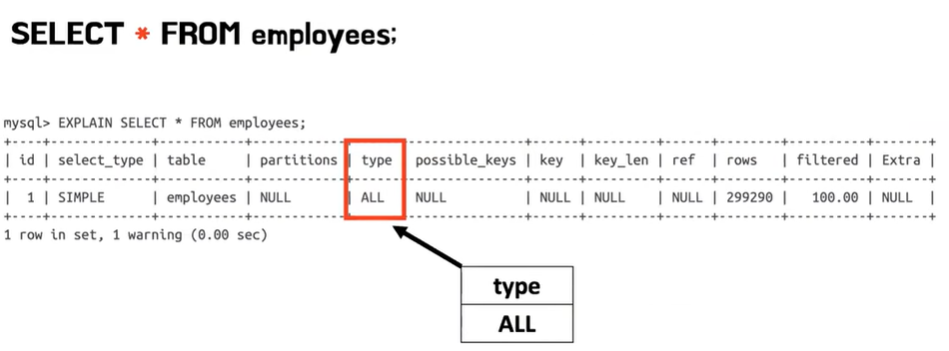 SELECT * FROM employees;
mysql> EXPLAIN SELECT * FROM employees;
+----+-------------+-----------+------------+------+---------------+------+---------+------+--------+----------+-------+
| id | select_type | table     | partitions | type | possible_keys | key  | key_len | ref  | rows   | filtered | Extra |
+----+-------------+-----------+------------+------+---------------+------+---------+------+--------+----------+-------+
|  1 | SIMPLE      | employees | NULL       | ALL  | NULL          | NULL | NULL    | NULL | 299290 |   100.00 | NULL  |
+----+-------------+-----------+------------+------+---------------+------+---------+------+--------+----------+-------+
1 row in set, 1 warning (0.00 sec)
type
ALL